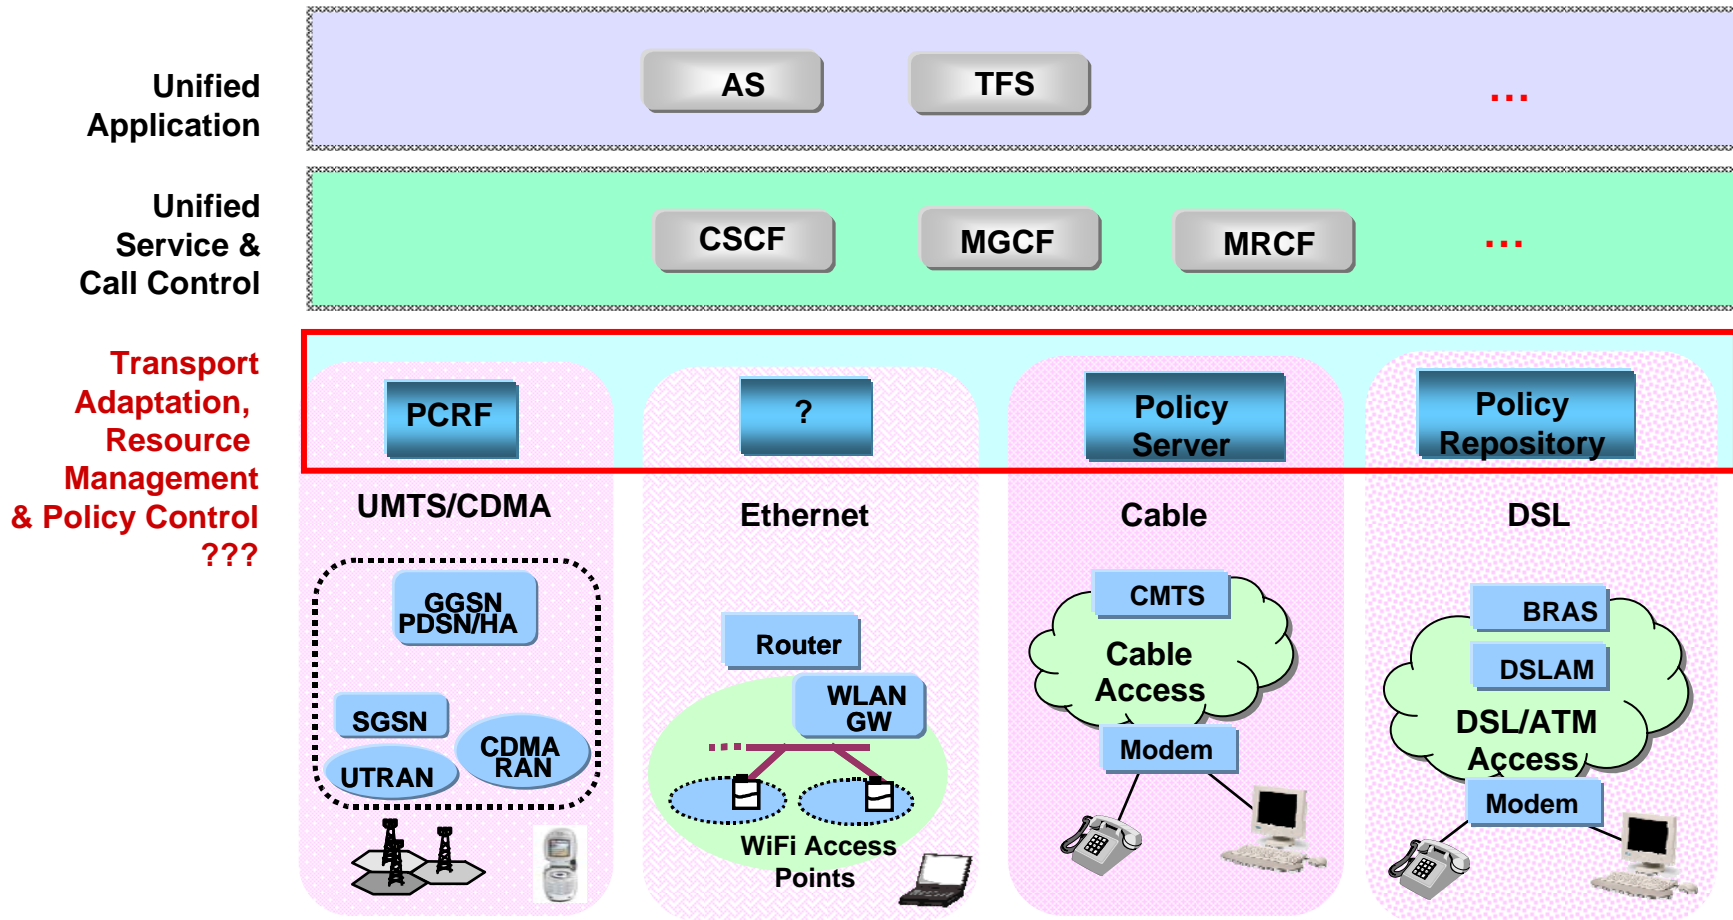 Unified
Application
AS
TFS
...
Unified
Service &
Call Control
CSCF
MGCF
MRCF
...
Transport
Adaptation,
Resource
Management
& Policy Control
???
PCRF
?
Policy
Server
Policy
Repository
UMTS/CDMA
Ethernet
Cable
DSL
GGSN
PDSN/HA
SGSN
UTRAN
CDMA
RAN
Router
WLAN
GW
WiFi Access
Points
CMTS
Cable
Access
Modem
BRAS
DSLAM
DSL/ATM
Access
Modem